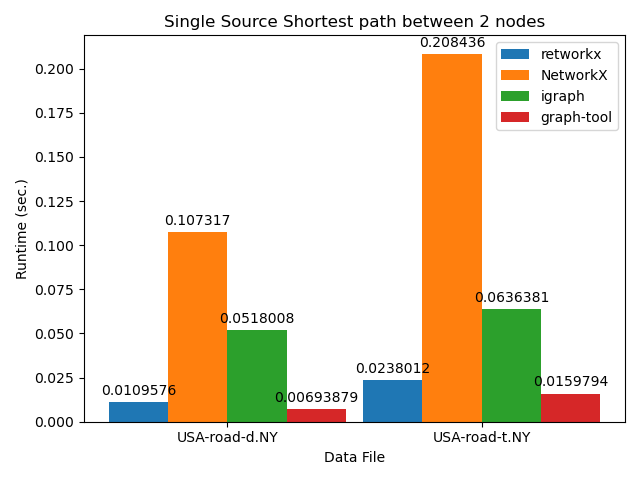 Single Source Shortest path between 2 nodes
0.208436
retworkx
NetworkX
igraph
graph-tool
0.200
0.175
0.150
0.125
0.100
0.075
0.050
0.025
0.000
Runtime (sec.)
0.107317
0.0518008
0.0636381
0.0109576
0.00693879
0.0238012
0.0159794
USA-road-d.NY
USA-road-t.NY
Data File